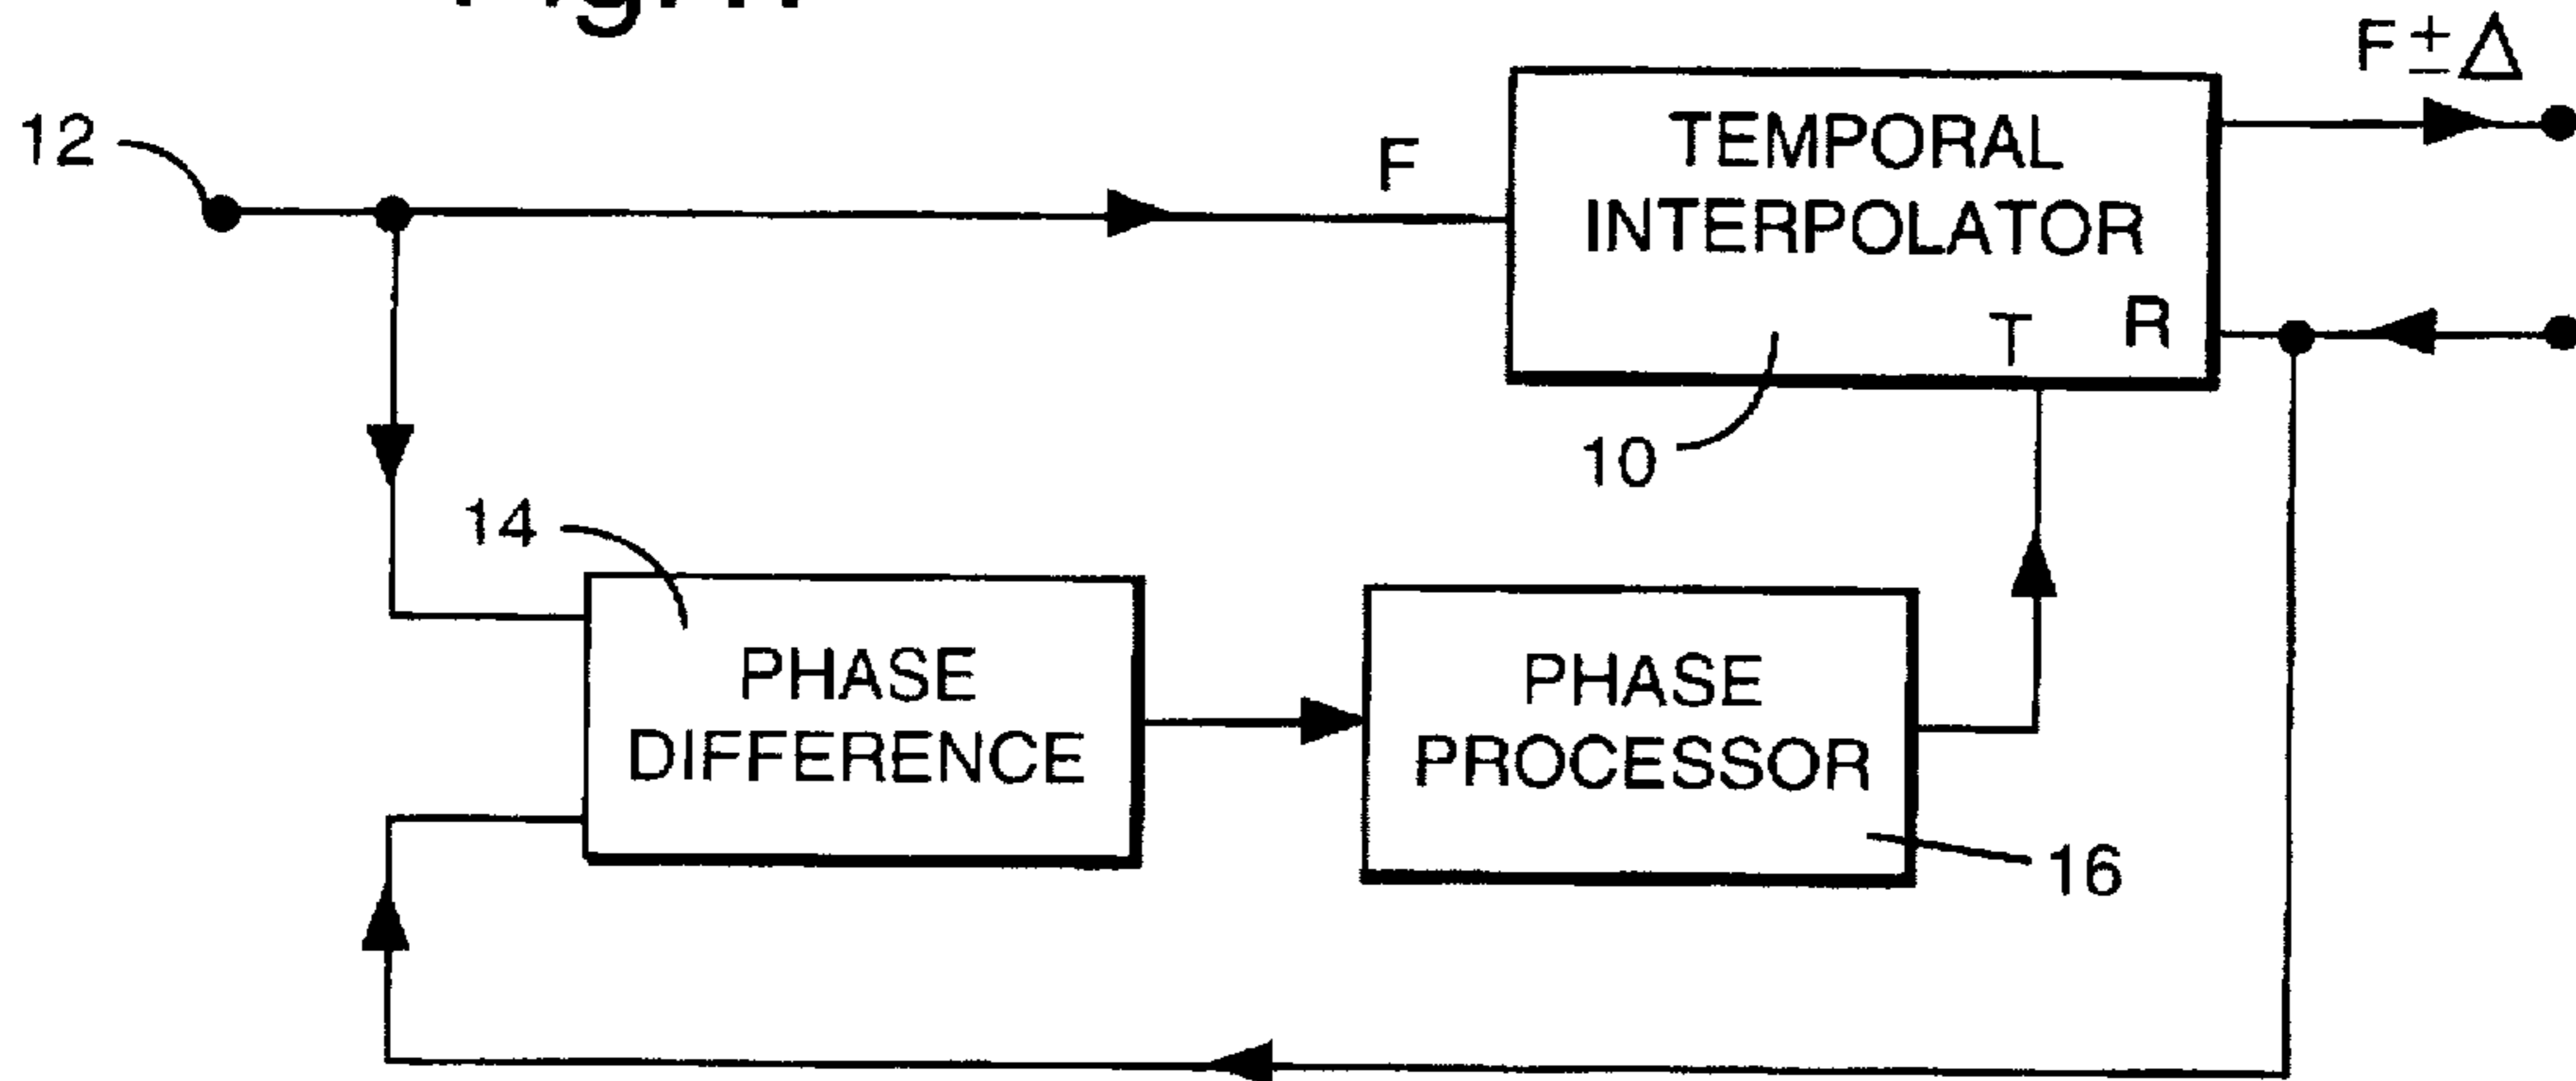 F ± Δ
12
F
TEMPORAL
INTERPOLATOR
T
R
10
14
PHASE
DIFFERENCE
PHASE
PROCESSOR
16